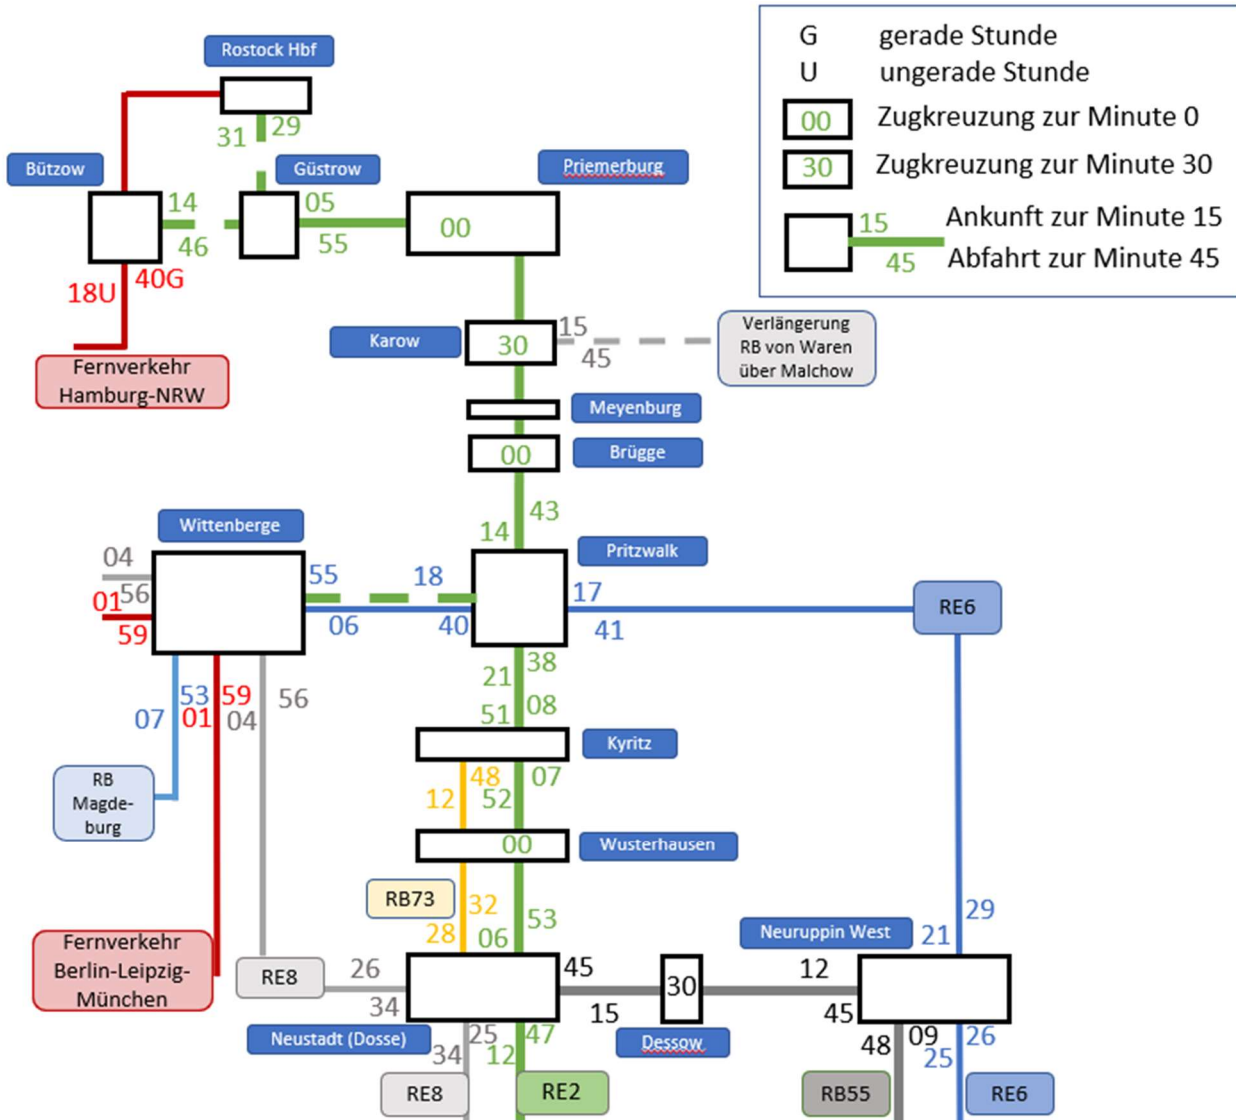 Rostock Hbf
G gerade Stunde
U ungerade Stunde
00 Zugkreuzung zur Minute 0
30 Zugkreuzung zur Minute 30
15 Ankunft zur Minute 15
45 Abfahrt zur Minute 45
31 29
Bützow
Güstrow
Priemerburg
14 05
46 55 00
18U 40G
Karow
30
15
45
Verlängerung
RB von Waren
über Malchow
Fernverkehr
Hamburg-NRW
Meyenburg
00
Brügge
Wittenberge
43
14
Pritzwalk
04
56
01
59
55 18
06 40
17
41
RE6
38
21
53 59 56
07 01 04
08
51
Kyritz
48 07
12 52
RB
Magde-
burg
00
Wusterhausen
RB73
32 53
28 06
29
21
Neuruppin West
Fernverkehr
Berlin-Leipzig-
München
RE8
26
34
45
15
30
12
45
Neustadt (Dosse)
Dessow
25 47
34 12
09 26
48 25
RE8
RE2
RB55
RE6